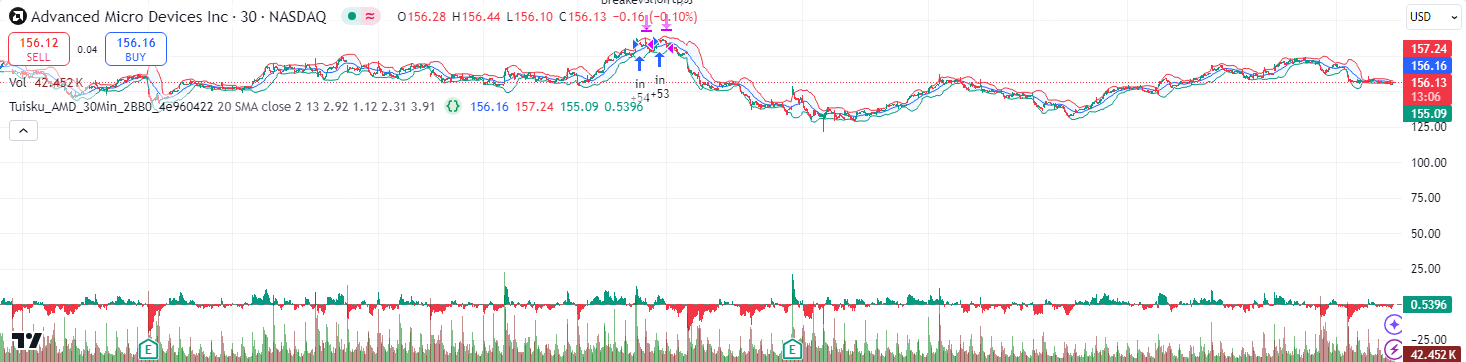 Advanced Micro Devices Inc · 30 · NASDAQ O156.28 H156.44 L156.10 C156.13 −0.16 (−0.10%)
USD
156.12 SELL
0.04
156.16 BUY
Vol 42.452 K
Tuisku_AMD_30Min_2BB0_4e960422 20 SMA close 2 13 2.92 1.12 2.31 3.91 156.16 157.24 155.09 0.5396
in
+54
in
+53
157.24
156.16
156.13
13:06
155.09
125.00
100.00
75.00
50.00
25.00
0.5396
-25.00
42.452 K
E
E